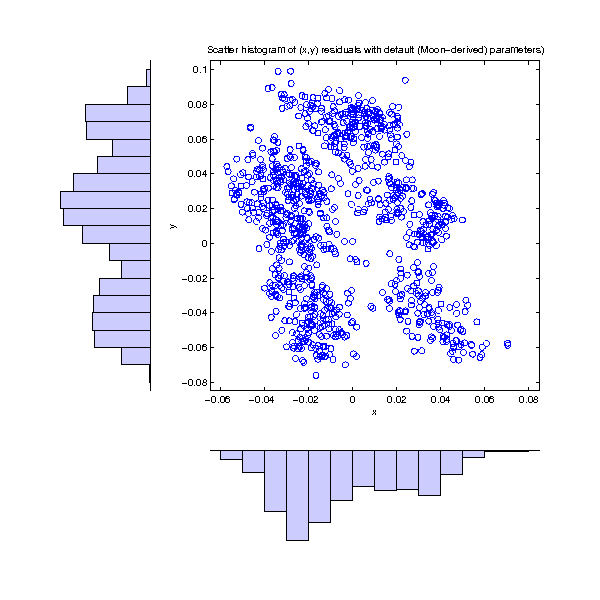 Scatter histogram of (x,y) residuals with default (Moon−derived) parameters)
0.1
0.08
0.06
0.04
0.02
0
−0.02
−0.04
−0.06
−0.08
y
−0.06 −0.04 −0.02 0 0.02 0.04 0.06 0.08
x